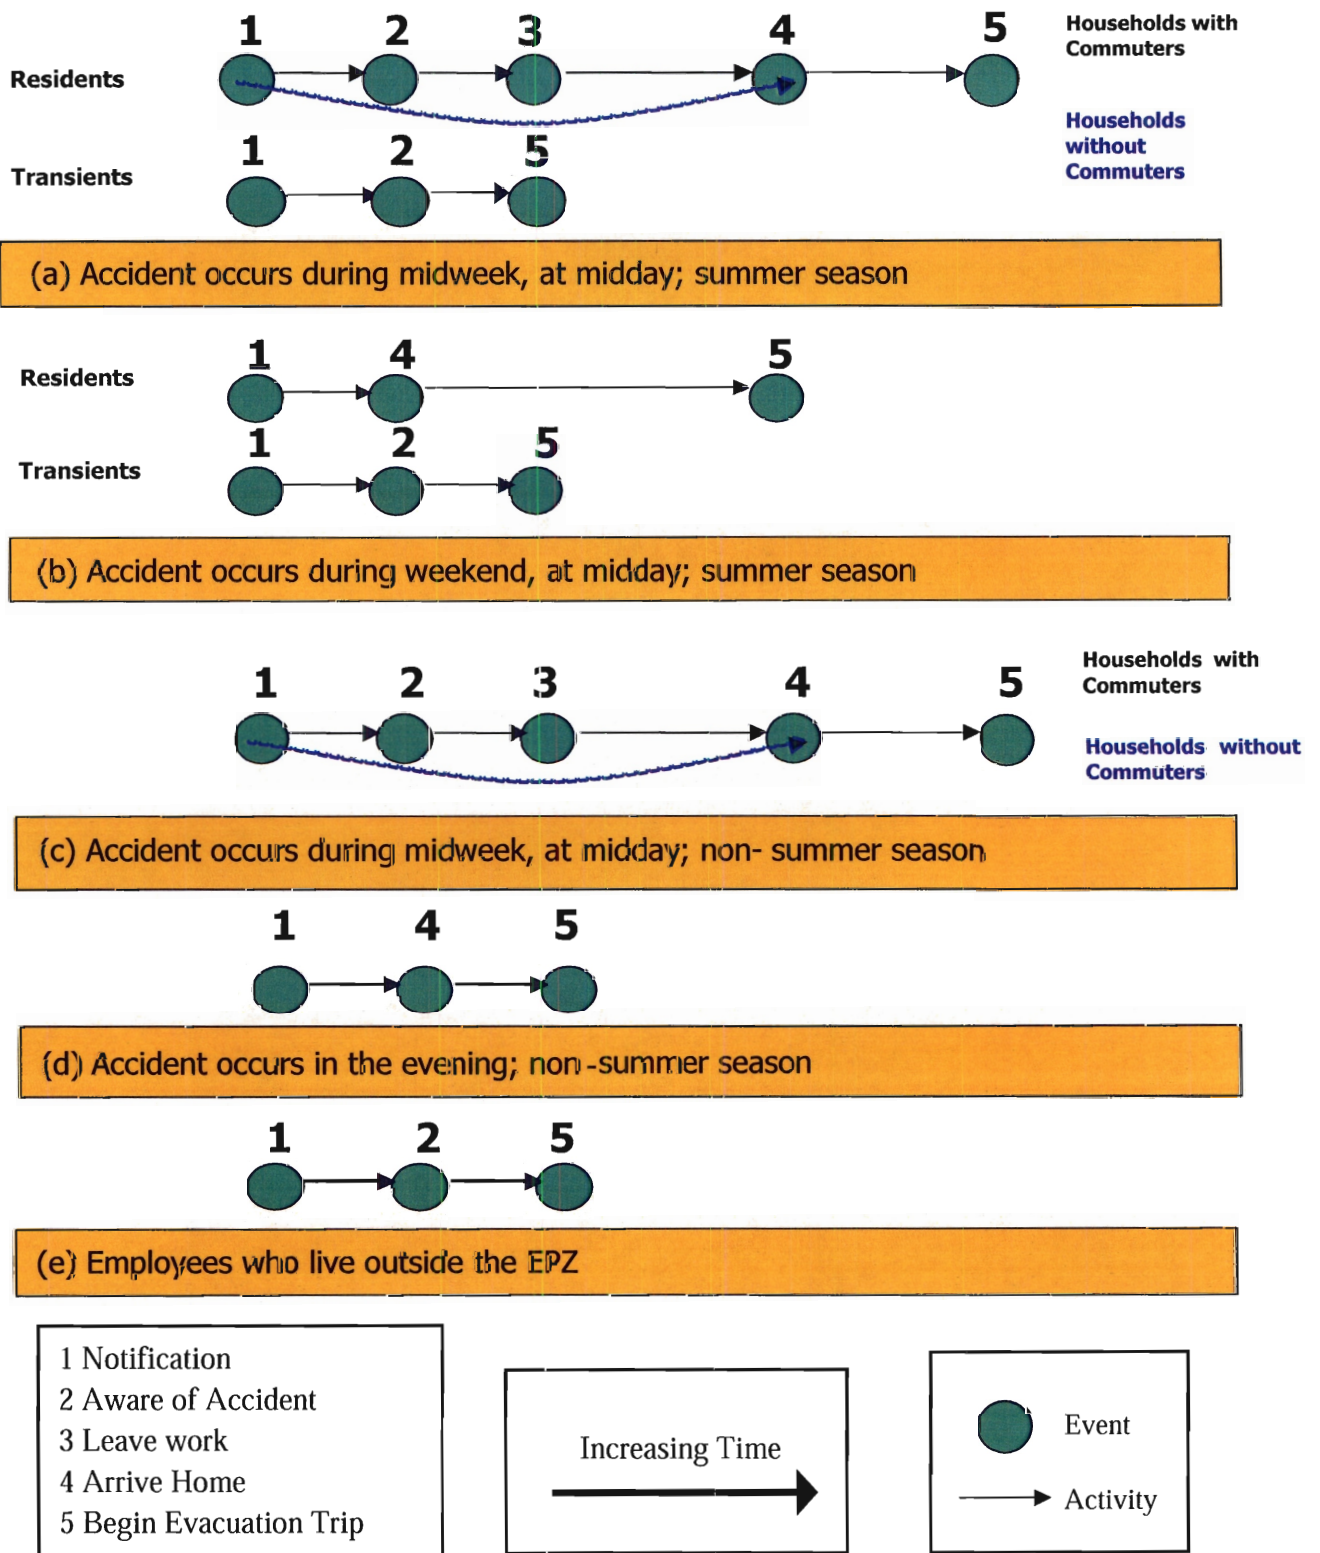 1 2 3 4 5
Households with
Commuters
Residents
Households
without
Commuters
1 2 5
Transients
(a) Accident occurs during midweek, at midday; summer season
1 4 5
Residents
1 2 5
Transients
(b) Accident occurs during weekend, at midday; summer season
1 2 3 4 5
Households with
Commuters
Households without
Commuters
(c) Accident occurs during midweek, at midday; non- summer season
1 4 5
(d) Accident occurs in the evening; non -summer season
1 2 5
(e) Employees who live outside the EPZ
1 Notification
2 Aware of Accident
3 Leave work
4 Arrive Home
5 Begin Evacuation Trip
Increasing Time
Event
Activity